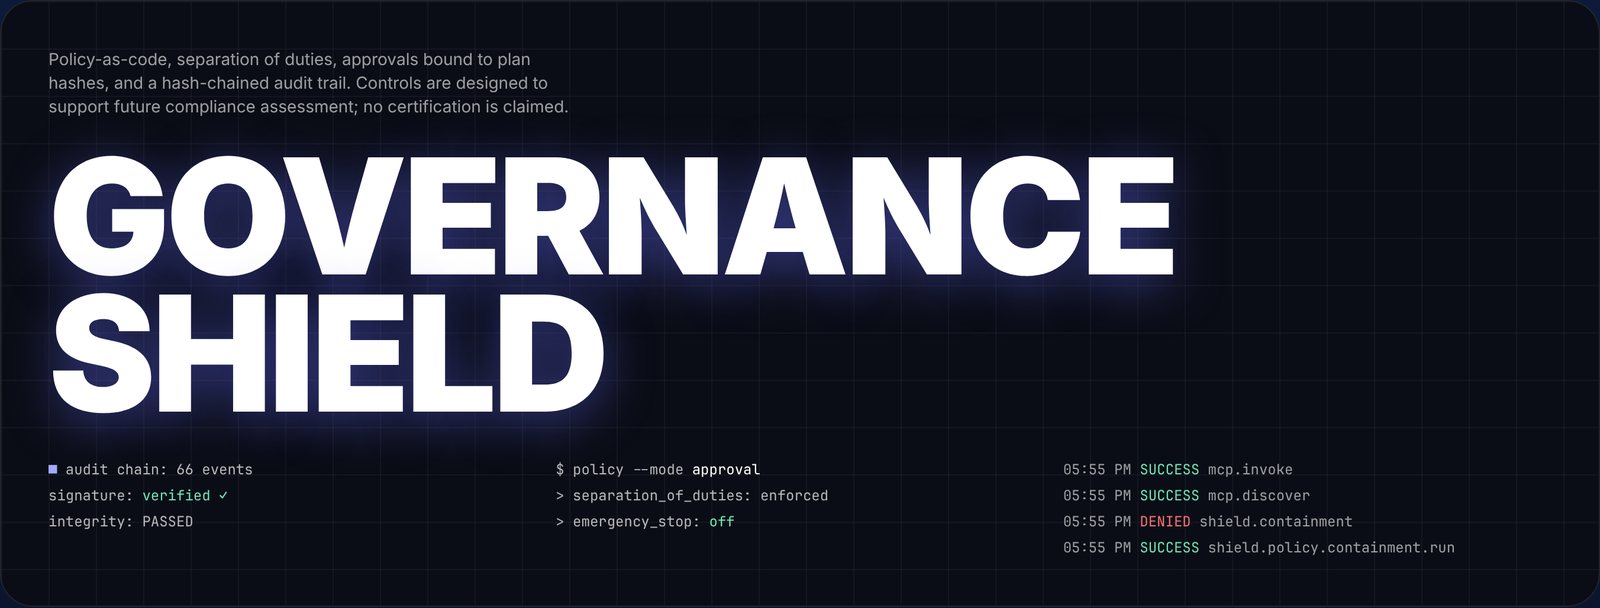 Policy-as-code, separation of duties, approvals bound to plan
hashes, and a hash-chained audit trail. Controls are designed to
support future compliance assessment; no certification is claimed.
GOVERNANCE
SHIELD
audit chain: 66 events
signature: verified ✓
integrity: PASSED
$ policy --mode approval
> separation_of_duties: enforced
> emergency_stop: off
05:55 PM SUCCESS mcp.invoke
05:55 PM SUCCESS mcp.discover
05:55 PM DENIED shield.containment
05:55 PM SUCCESS shield.policy.containment.run